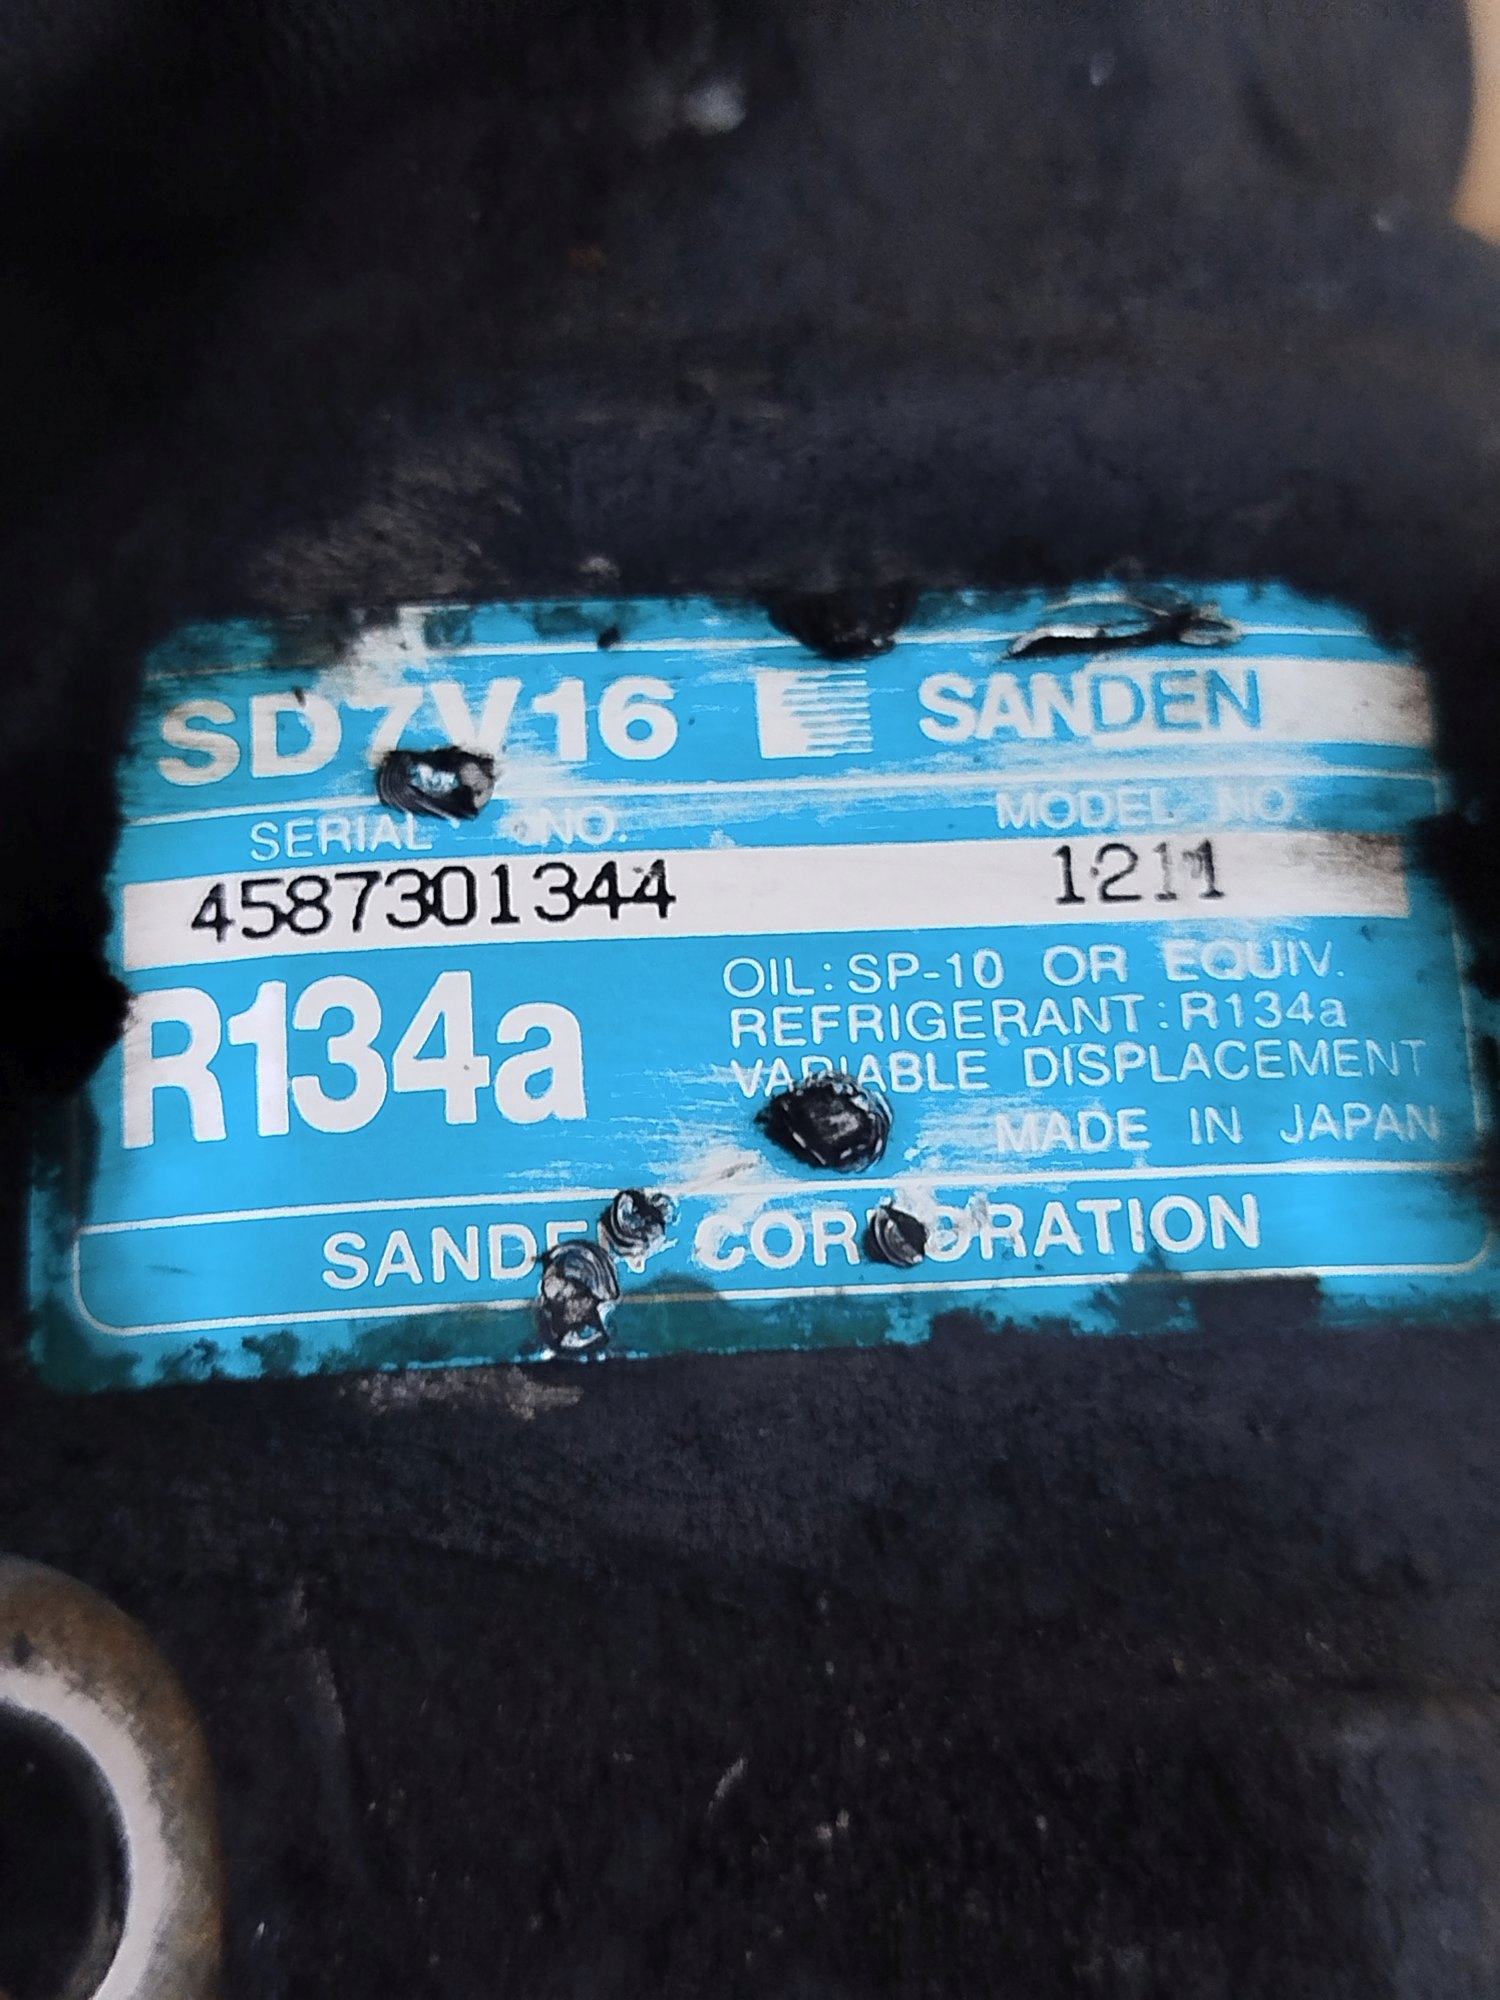 SD7V16 SANDEN
SERIAL NO. MODEL NO.
4587301344 1211
R134a
OIL: SP-10 OR EQUIV.
REFRIGERANT: R134a
VARIABLE DISPLACEMENT
MADE IN JAPAN
SANDEN CORPORATION